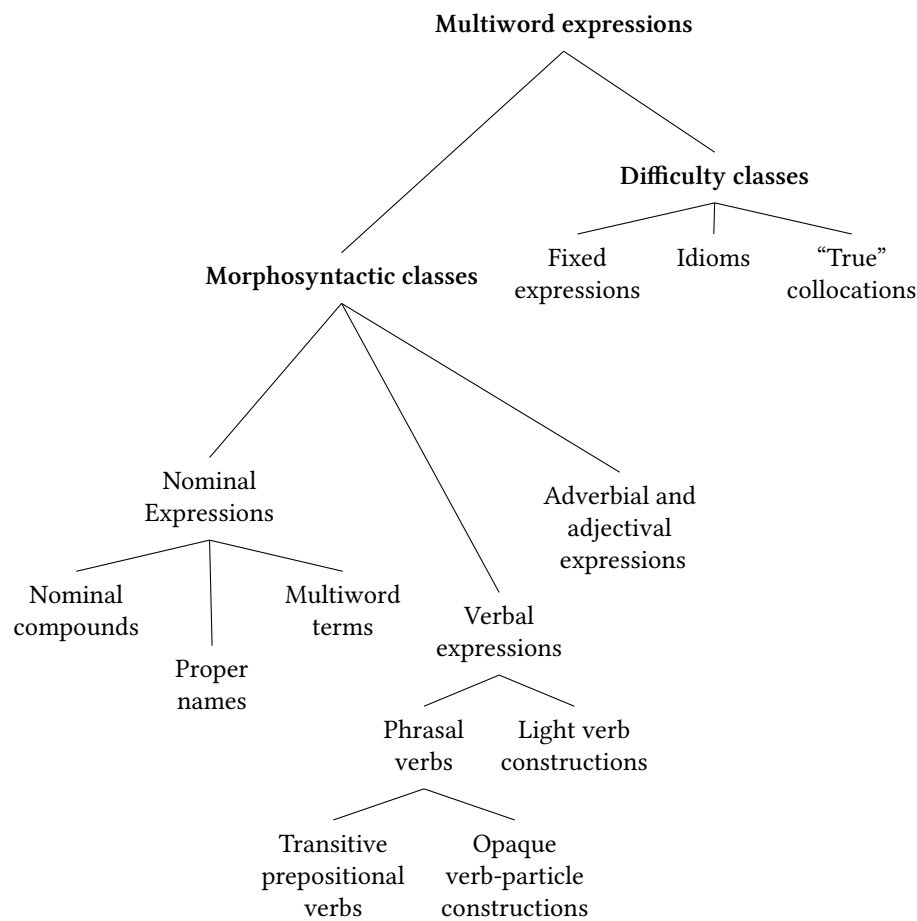 Multiword expressions
Difficulty classes
Fixed
expressions
Idioms
“True”
collocations
Morphosyntactic classes
Nominal
Expressions
Nominal
compounds
Proper
names
Multiword
terms
Verbal
expressions
Phrasal
verbs
Transitive
prepositional
verbs
Opaque
verb-particle
constructions
Light verb
constructions
Adverbial and
adjectival
expressions